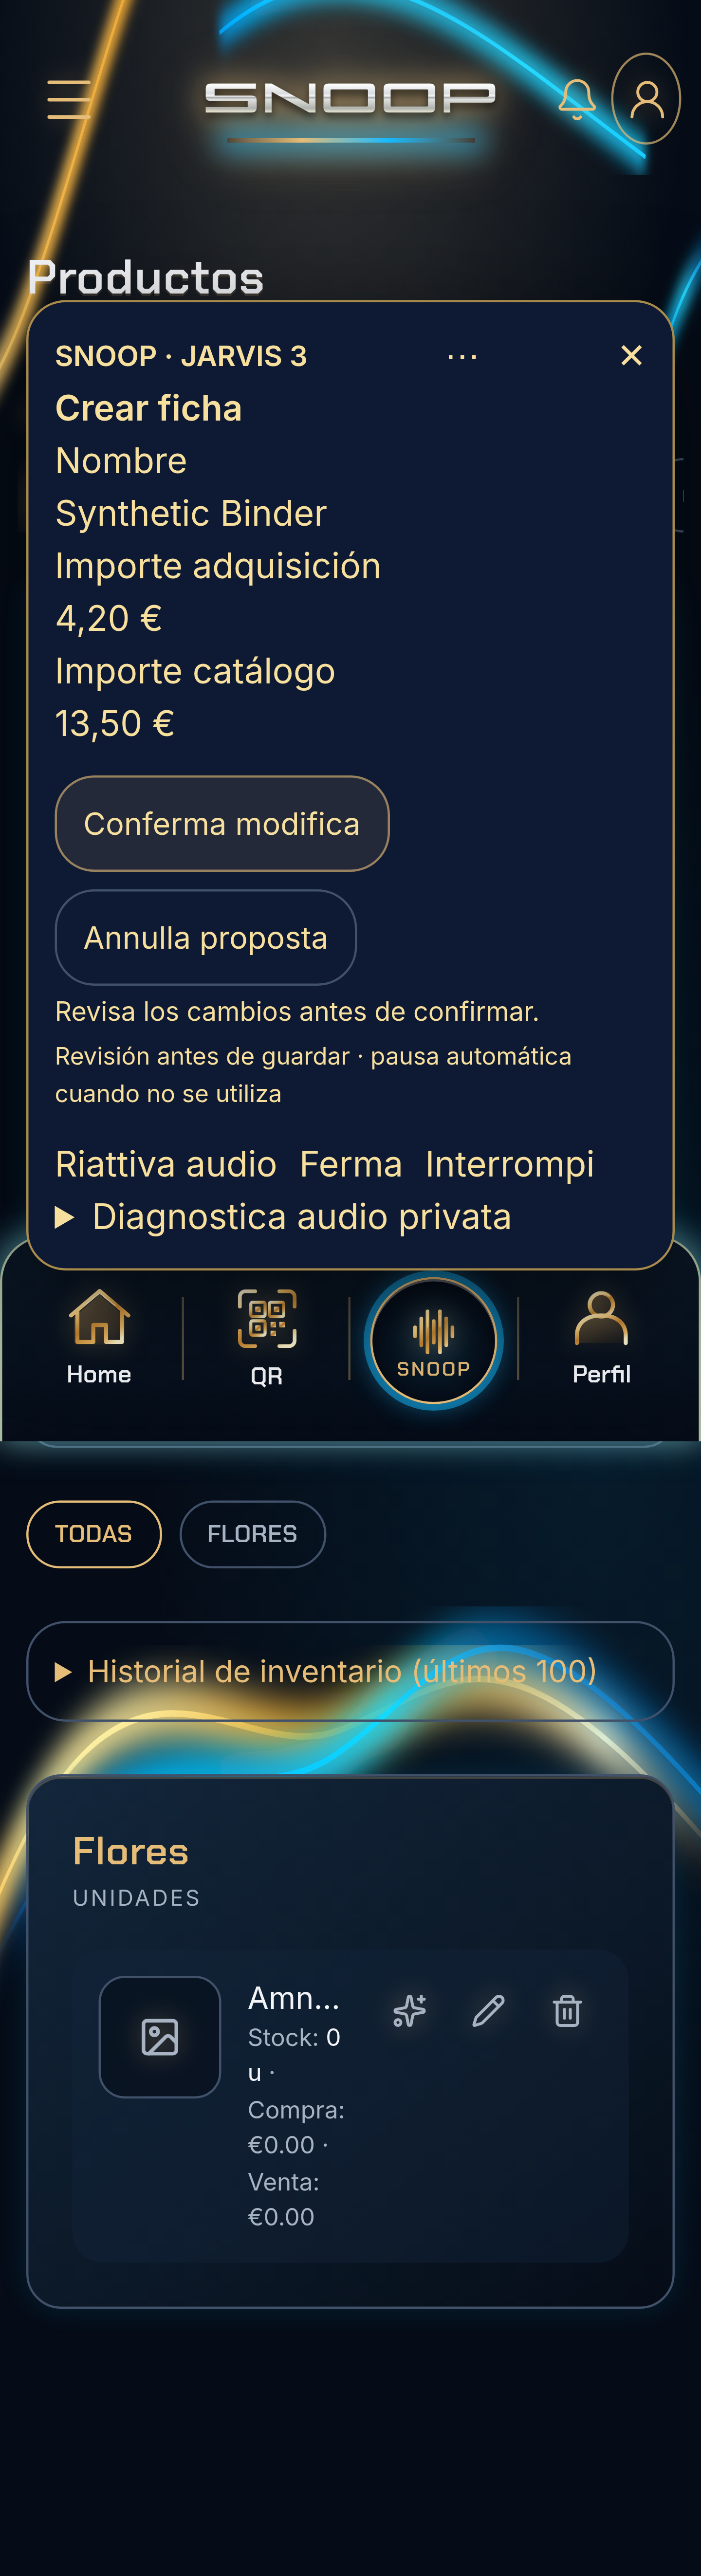 SNOOP
Productos
SNOOP · JARVIS 3 ··· ✕
Crear ficha
Nombre
Synthetic Binder
Importe adquisición
4,20 €
Importe catálogo
13,50 €
Conferma modifica
Annulla proposta
Revisa los cambios antes de confirmar.
Revisión antes de guardar · pausa automática
cuando no se utiliza
Riattiva audio Ferma Interrompi
▶ Diagnostica audio privata
Home QR SNOOP Perfil
TODAS FLORES
▶ Historial de inventario (últimos 100)
Flores
UNIDADES
Amn...
Stock: 0
u ·
Compra:
€0.00 ·
Venta:
€0.00